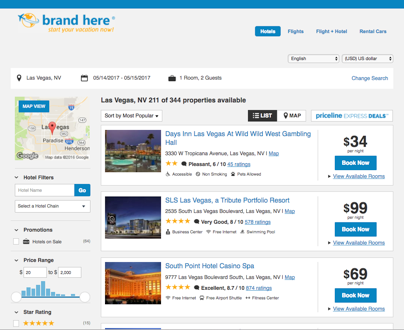 brand here®
start your vacation now!
Hotels
Flights
Flight + Hotel
Rental Cars
English
(USD) US dollar
Las Vegas, NV
05/14/2017 - 05/15/2017
1 Room, 2 Guests
Change Search
MAP VIEW
Las Vegas
Paradise
Henderson
Google
Map data ©2016 Google
Las Vegas, NV 211 of 344 properties available
Sort by Most Popular
LIST
MAP
priceline EXPRESS DEALS
Hotel Filters
Hotel Name
Go
Select a Hotel Chain
Promotions
Hotels on Sale
Price Range
$ 20 to $ 2,000
Star Rating
Days Inn Las Vegas At Wild Wild West Gambling
Hall
3330 W Tropicana Avenue, Las Vegas, NV | Map
Pleasant, 6 / 10 45 ratings
Accessible
Non Smoking
Pets Allowed
$34
per night
Book Now
View Available Rooms
SLS Las Vegas, a Tribute Portfolio Resort
2535 South Las Vegas Boulevard, Las Vegas, NV | Map
Very Good, 8 / 10 578 ratings
Business Center
Free Internet
Swimming Pool
$99
per night
Book Now
View Available Rooms
South Point Hotel Casino Spa
9777 Las Vegas Boulevard South, Las Vegas, NV | Map
Excellent, 8.7 / 10 874 ratings
Free Internet
Free Airport Shuttle
Fitness Center
$69
per night
Book Now
View Available Rooms